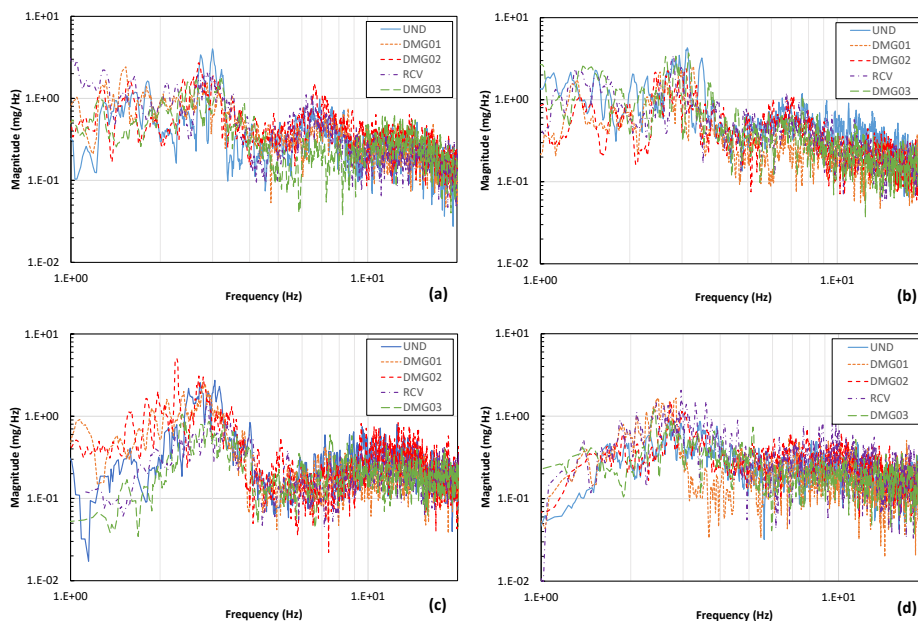 1.E+01
1.E+00
1.E-01
1.E-02
Magnitude (mg/Hz)
UND
DMG01
DMG02
RCV
DMG03
1.E+00
1.E+01
Frequency (Hz)
(a)
1.E+01
1.E+00
1.E-01
1.E-02
Magnitude (mg/Hz)
UND
DMG01
DMG02
RCV
DMG03
1.E+00
1.E+01
Frequency (Hz)
(b)
1.E+01
1.E+00
1.E-01
1.E-02
Magnitude (mg/Hz)
UND
DMG01
DMG02
RCV
DMG03
1.E+00
1.E+01
Frequency (Hz)
(c)
1.E+01
1.E+00
1.E-01
1.E-02
Magnitude (mg/Hz)
UND
DMG01
DMG02
RCV
DMG03
1.E+00
1.E+01
Frequency (Hz)
(d)